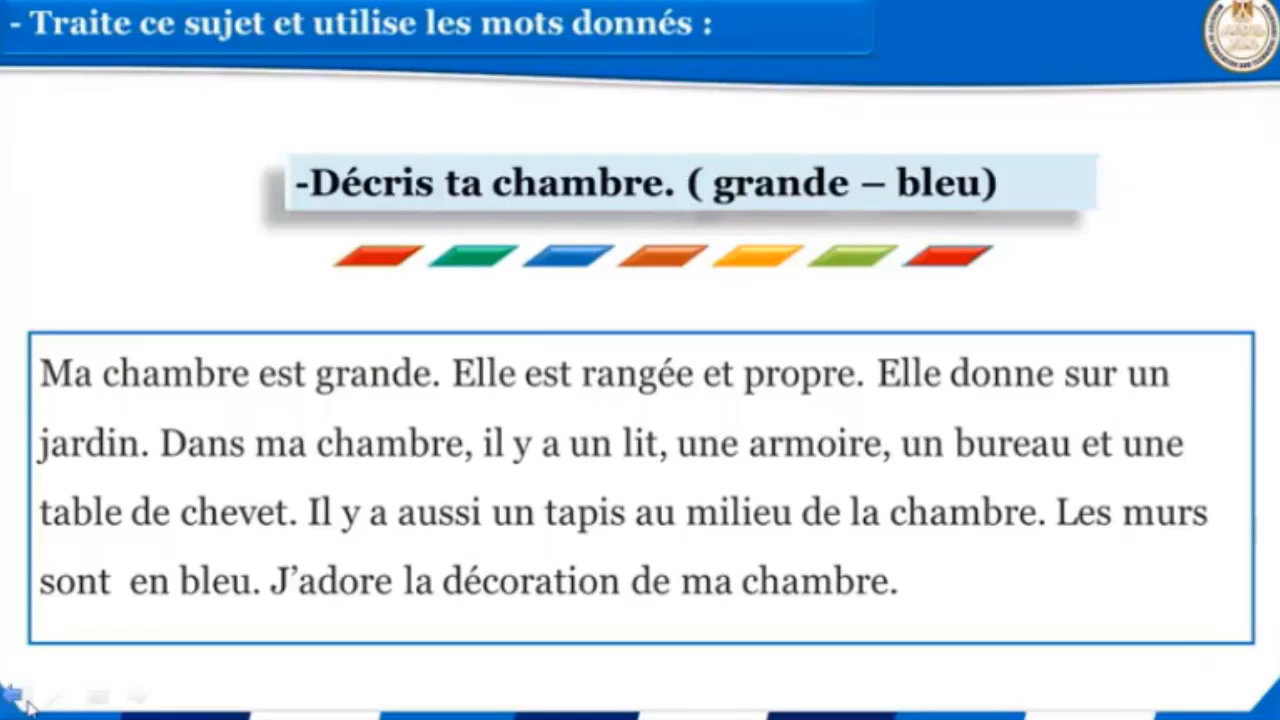 - Traite ce sujet et utilise les mots donnés :
-Décris ta chambre. ( grande – bleu)
Ma chambre est grande. Elle est rangée et propre. Elle donne sur un
jardin. Dans ma chambre, il y a un lit, une armoire, un bureau et une
table de chevet. Il y a aussi un tapis au milieu de la chambre. Les murs
sont  en bleu. J’adore la décoration de ma chambre.